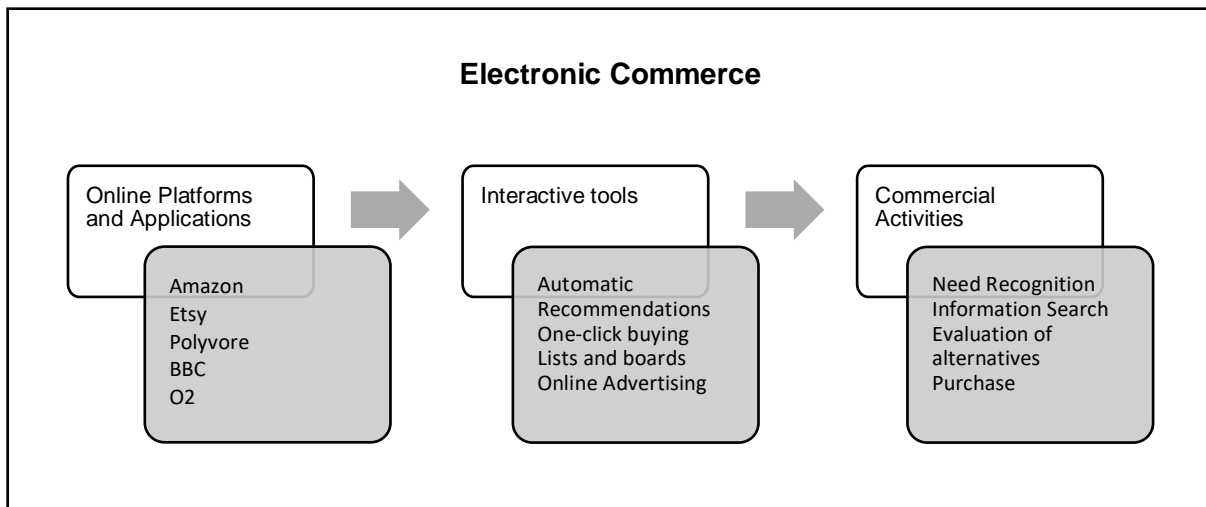 Electronic Commerce
Online Platforms
and Applications
Amazon
Etsy
Polyvore
BBC
O2
Interactive tools
Automatic
Recommendations
One-click buying
Lists and boards
Online Advertising
Commercial
Activities
Need Recognition
Information Search
Evaluation of
alternatives
Purchase